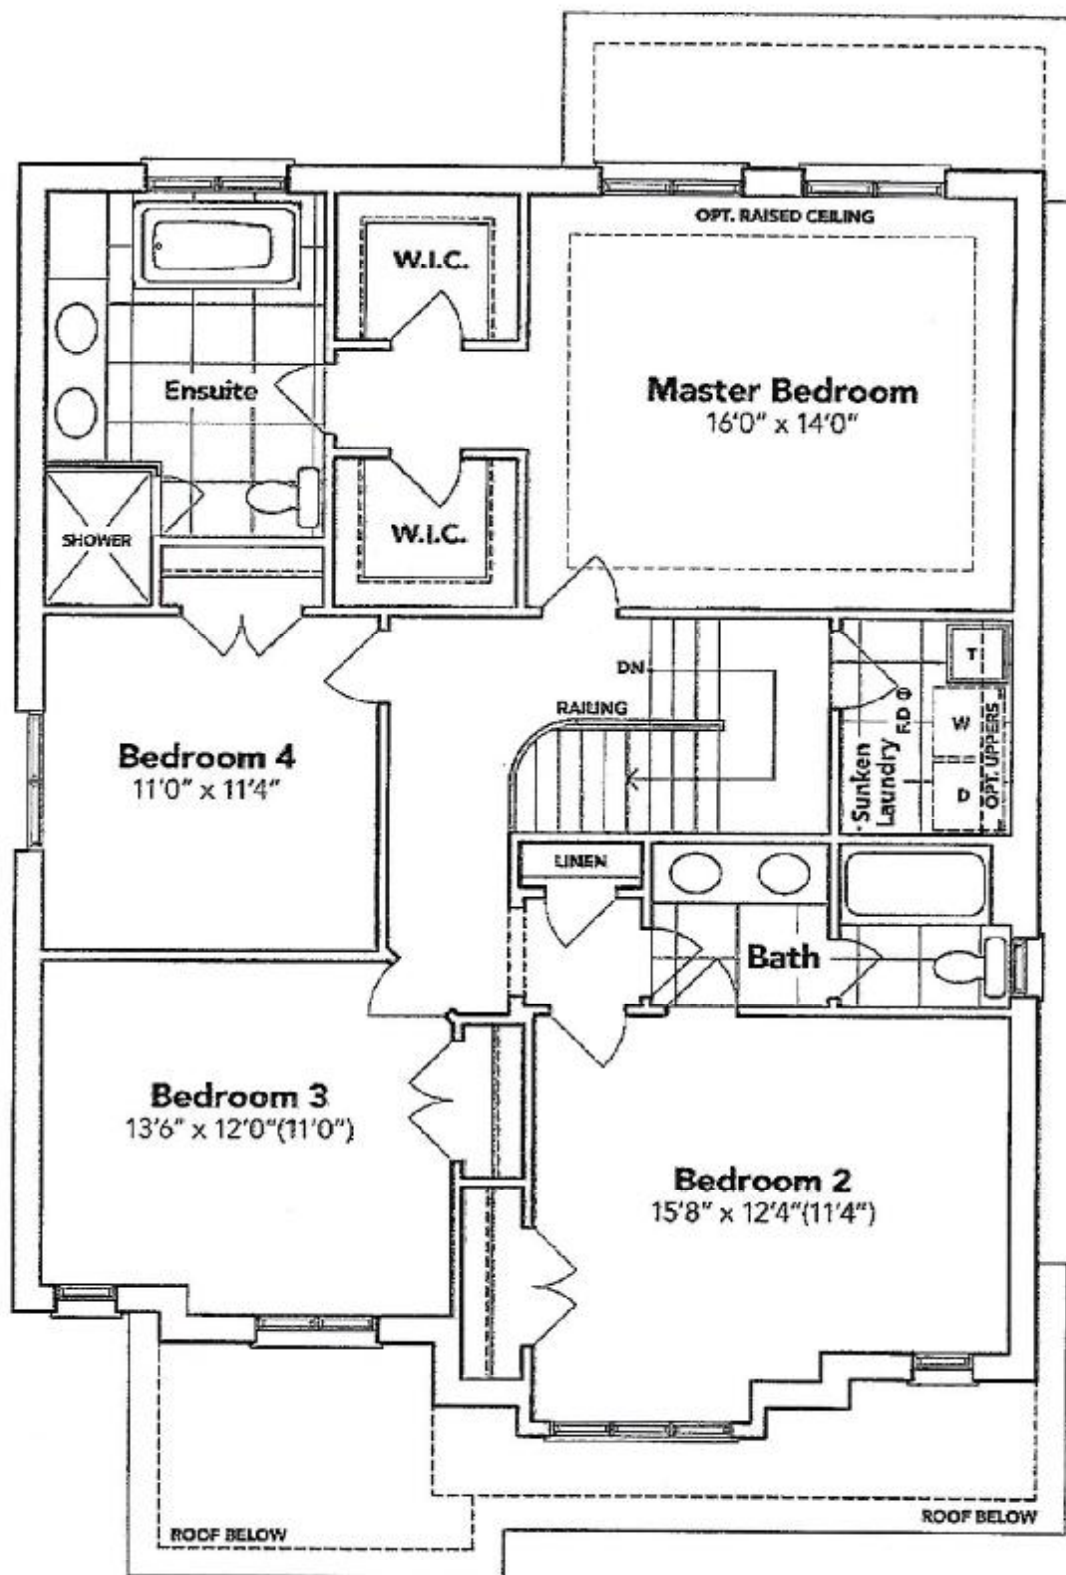 OPT. RAISED CEILING
W.I.C.
Ensuite
Master Bedroom
16'0" x 14'0"
W.I.C.
SHOWER
DN
T
RAILING
F.D
W
Bedroom 4
11'0" x 11'4"
Sunken
Laundry
OPT. UPPERS
D
LINEN
Bath
Bedroom 3
13'6" x 12'0"(11'0")
Bedroom 2
15'8" x 12'4"(11'4")
ROOF BELOW
ROOF BELOW